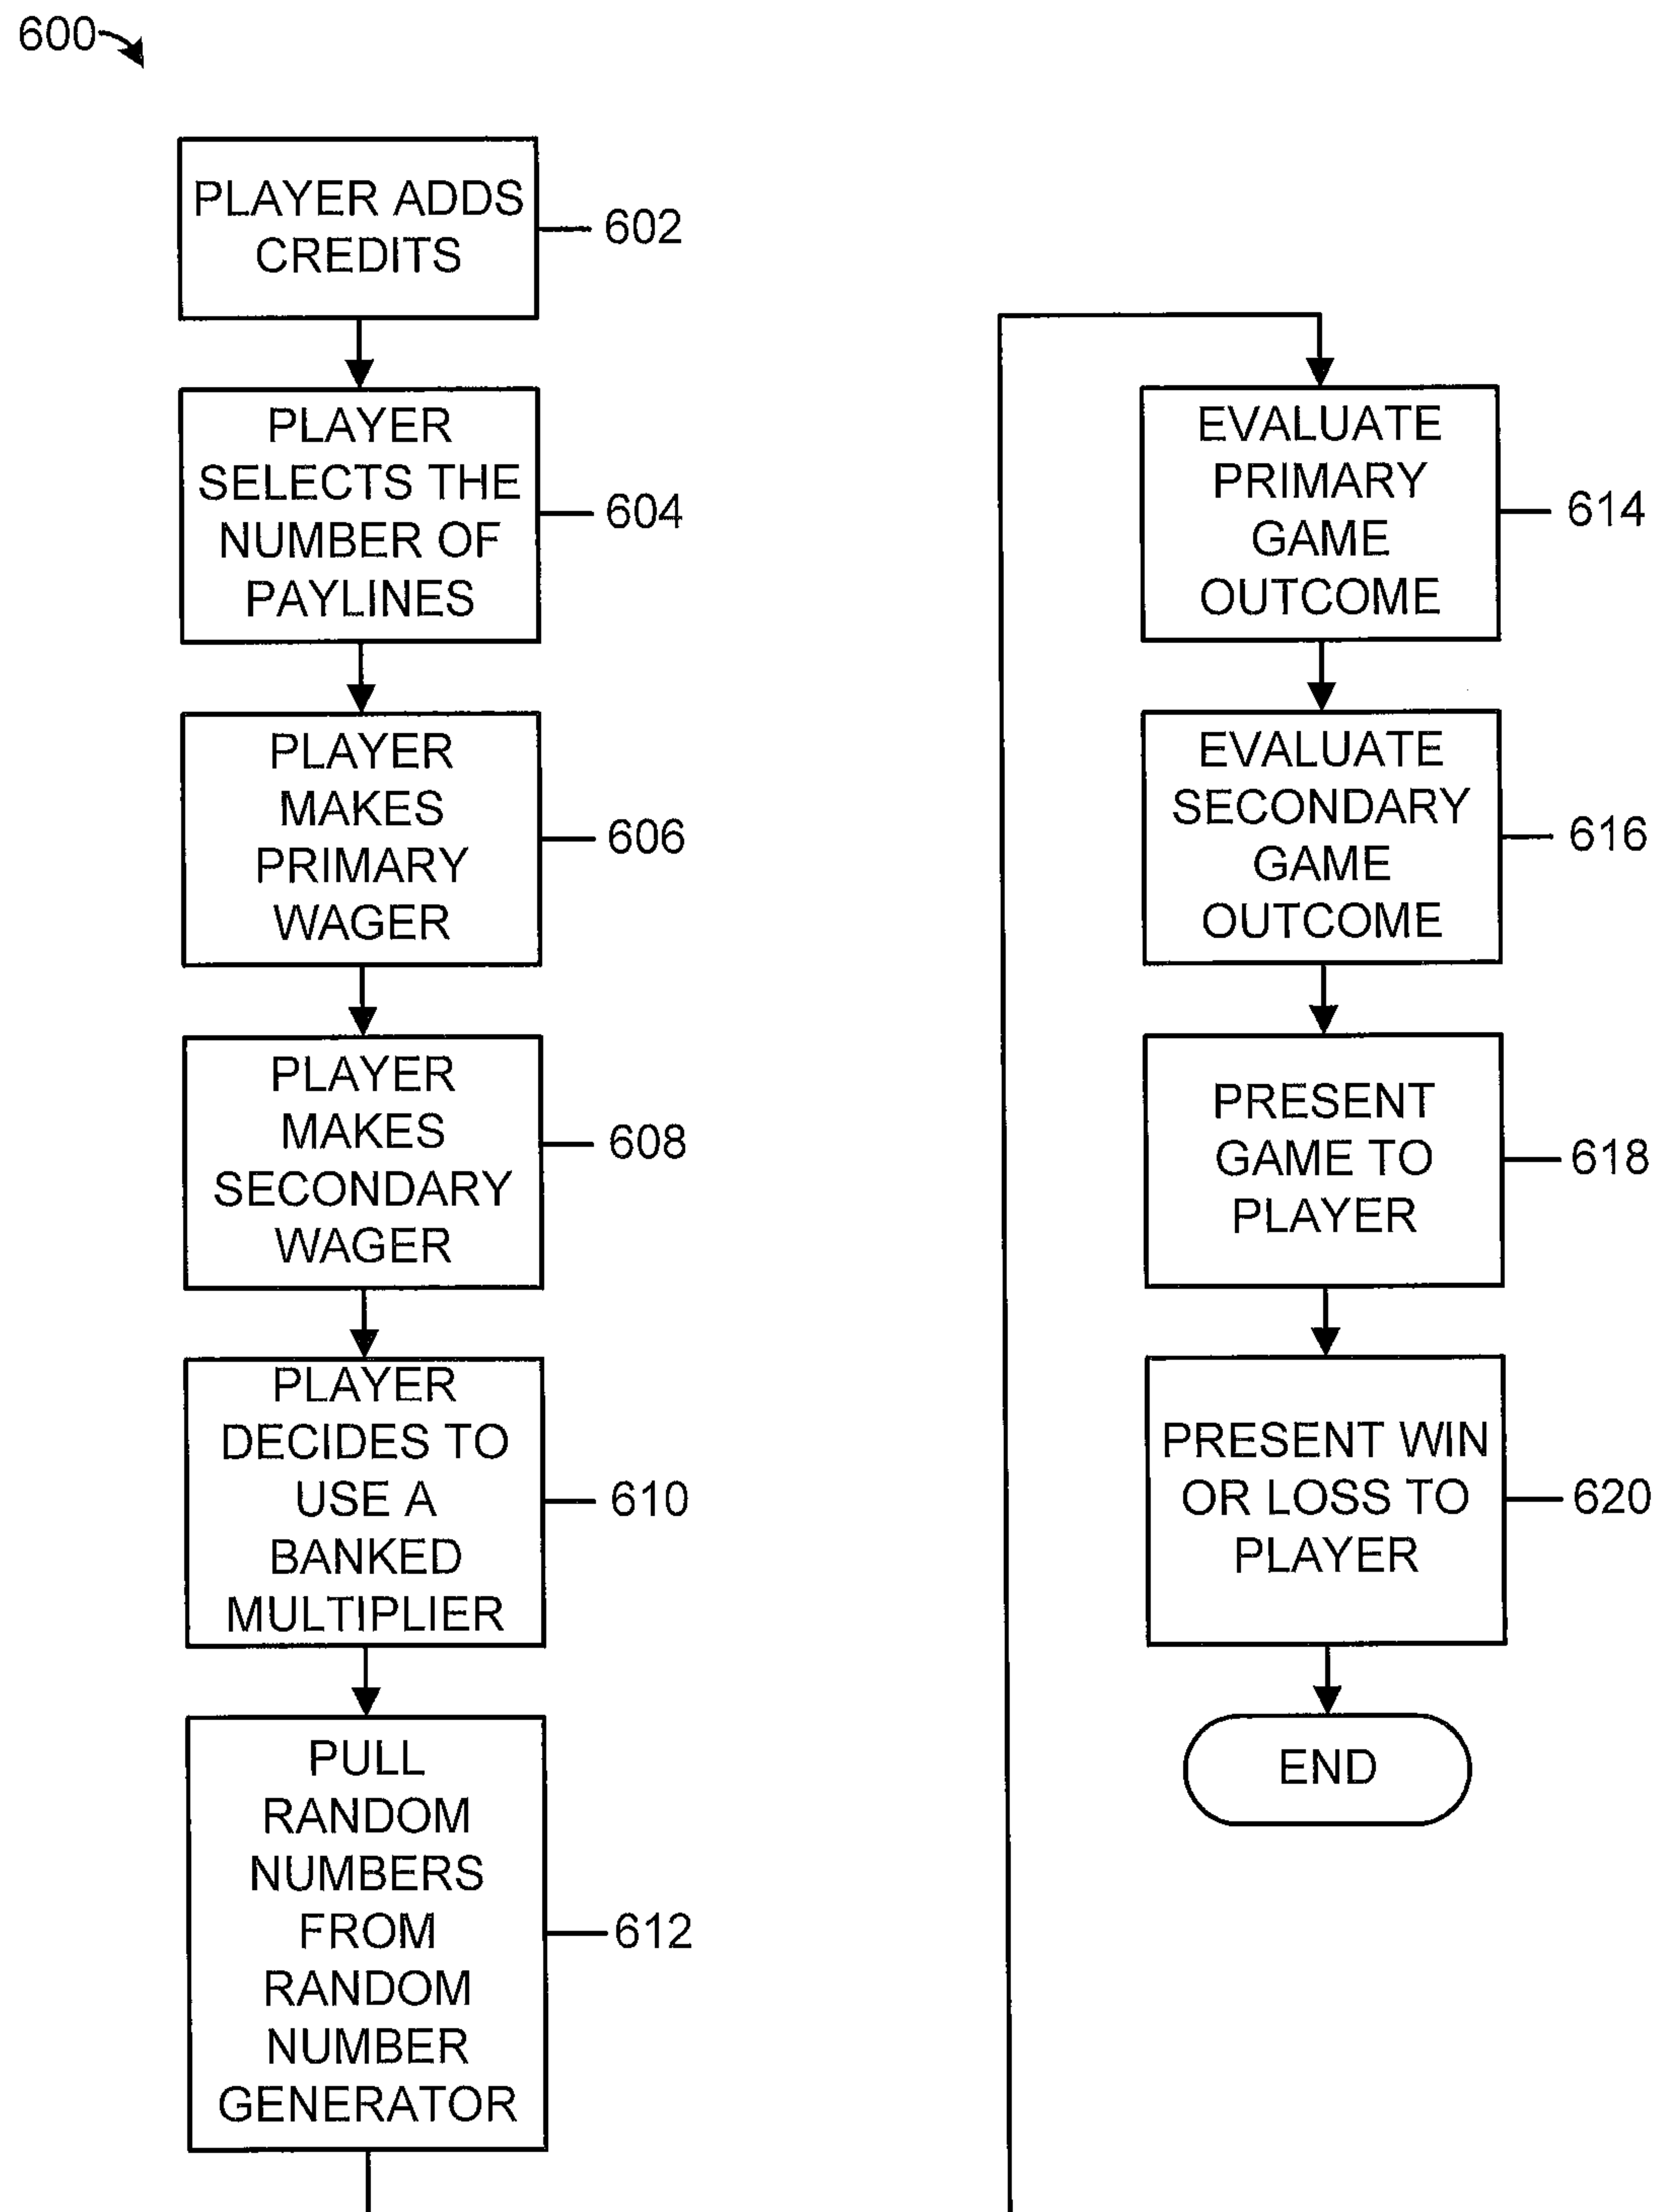 600
PLAYER ADDS
CREDITS
602
PLAYER
SELECTS THE
NUMBER OF
PAYLINES
604
PLAYER
MAKES
PRIMARY
WAGER
606
PLAYER
MAKES
SECONDARY
WAGER
608
PLAYER
DECIDES TO
USE A
BANKED
MULTIPLIER
610
PULL
RANDOM
NUMBERS
FROM
RANDOM
NUMBER
GENERATOR
612
EVALUATE
PRIMARY
GAME
OUTCOME
614
EVALUATE
SECONDARY
GAME
OUTCOME
616
PRESENT
GAME TO
PLAYER
618
PRESENT WIN
OR LOSS TO
PLAYER
620
END